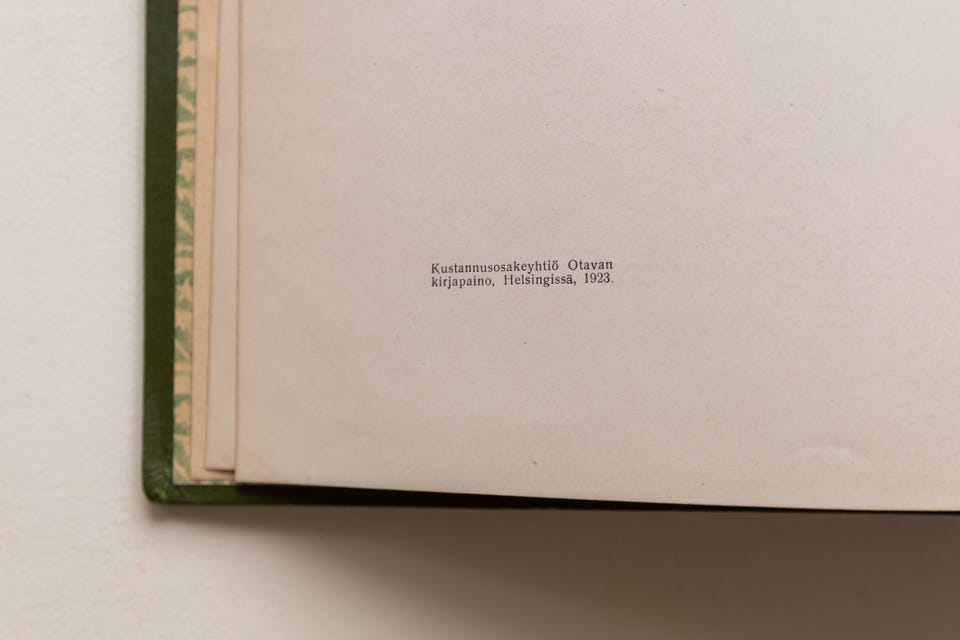 Kustannusosakeyhtiö Otavan
kirjapaino, Helsingissä, 1923.